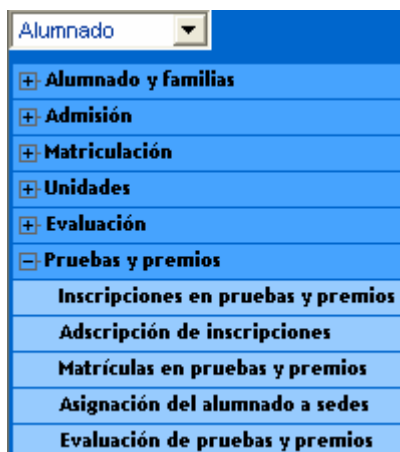 Alumnado
Alumnado y familias
Admisión
Matriculación
Unidades
Evaluación
Pruebas y premios
Inscripciones en pruebas y premios
Adscripción de inscripciones
Matrículas en pruebas y premios
Asignación del alumnado a sedes
Evaluación de pruebas y premios